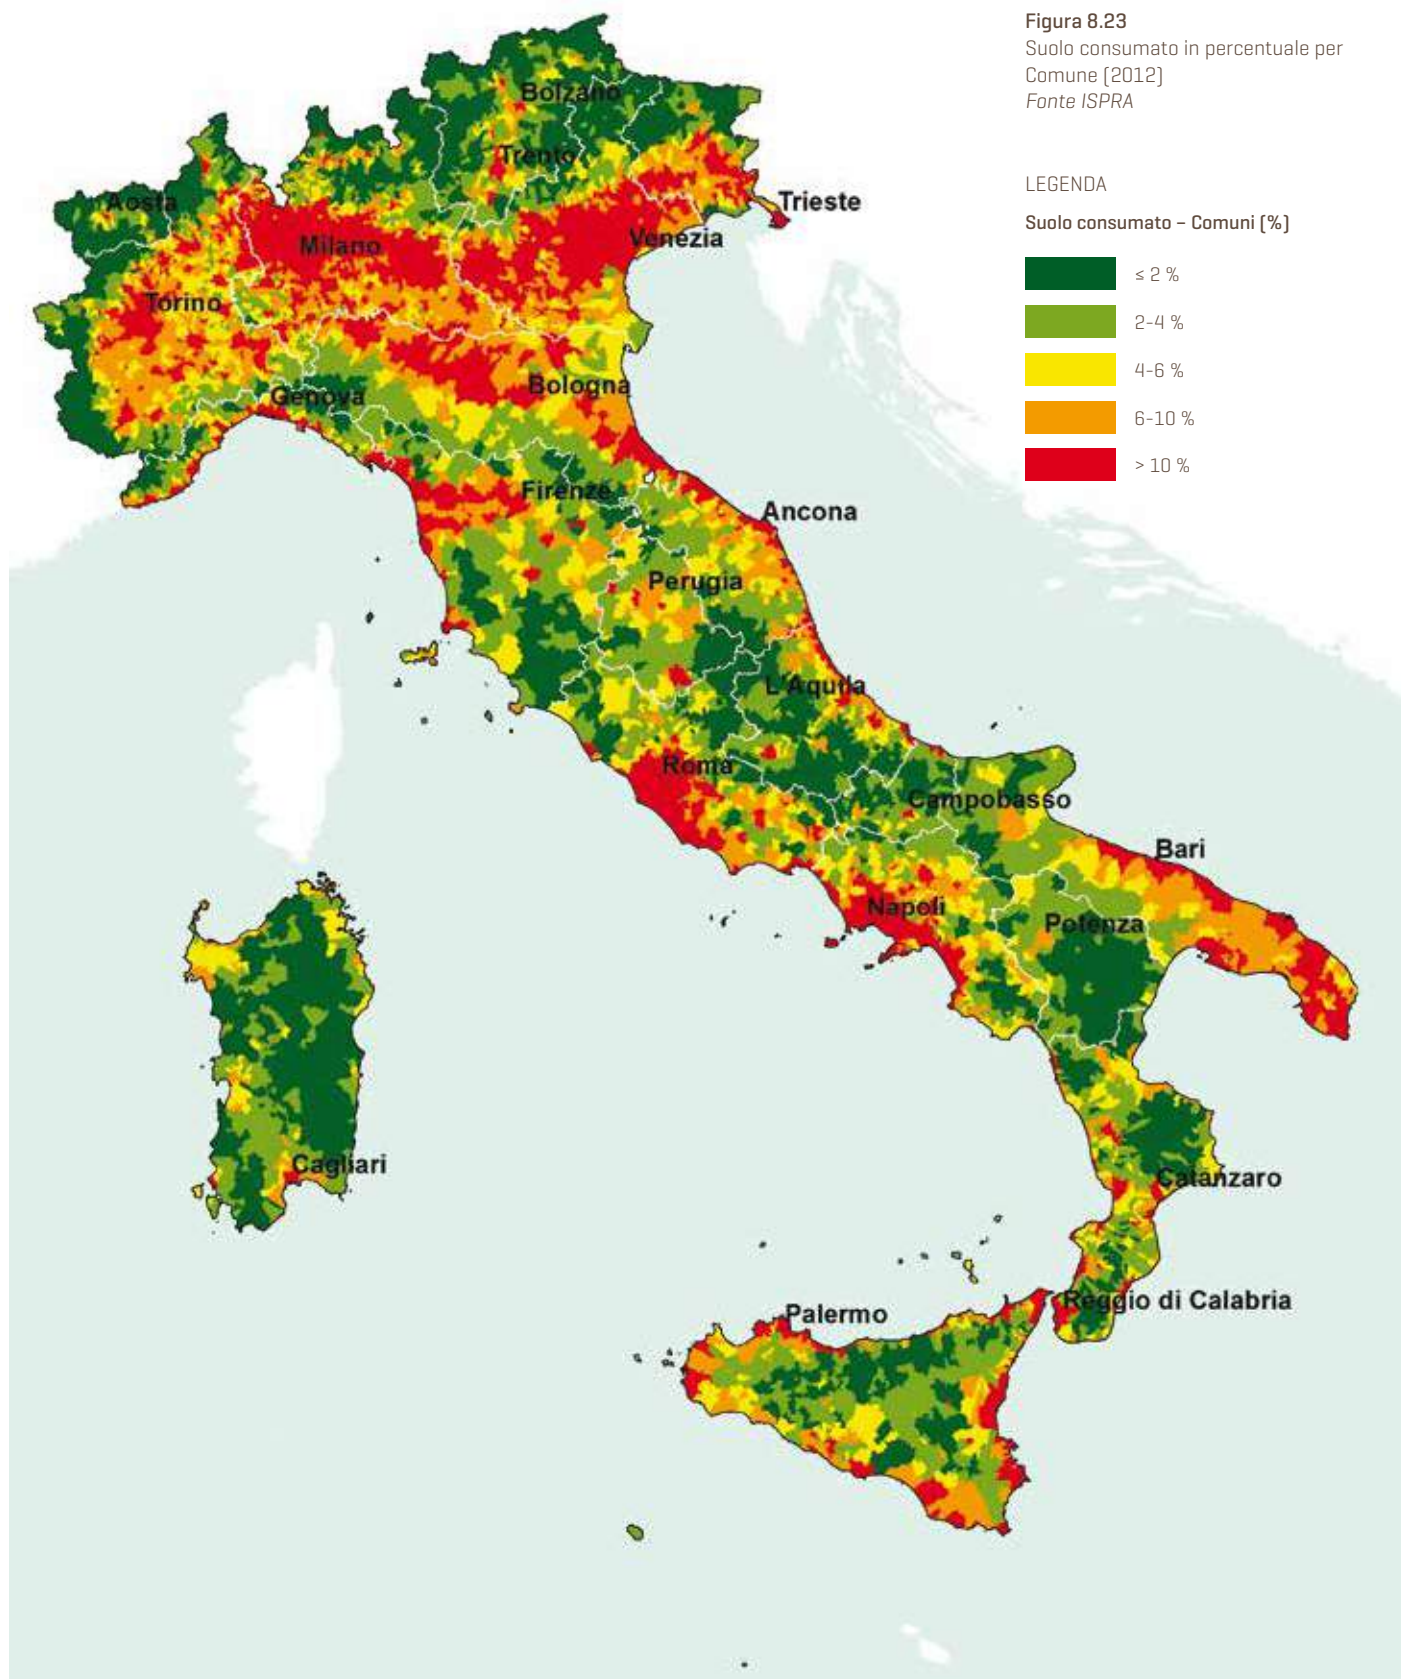 Figura 8.23
Suolo consumato in percentuale per
Comune (2012)
Fonte ISPRA
LEGENDA
Suolo consumato – Comuni (%)
≤ 2 %
2-4 %
4-6 %
6-10 %
> 10 %
Bolzano
Trento
Aosta
Trieste
Milano
Venezia
Torino
Bologna
Genova
Firenze
Ancona
Perugia
L'Aquila
Roma
Campobasso
Bari
Napoli
Potenza
Cagliari
Catanzaro
Reggio di Calabria
Palermo